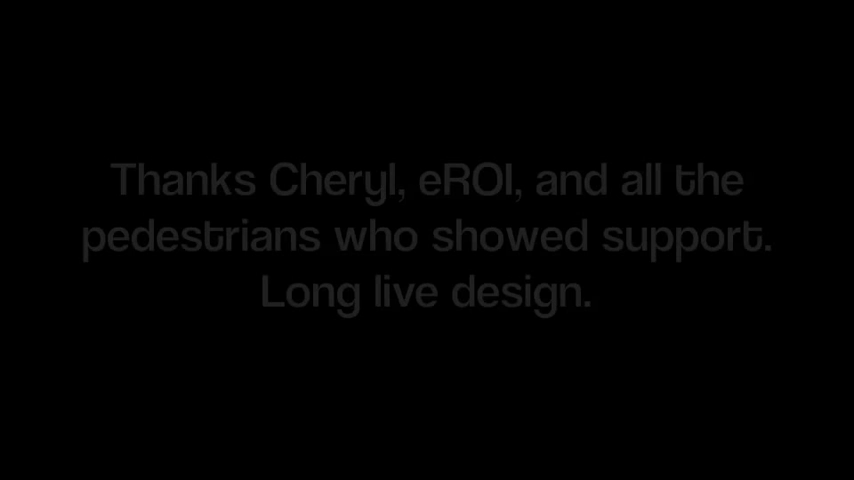 Thanks Cheryl, eROI, and all the
pedestrians who showed support.
Long live design.